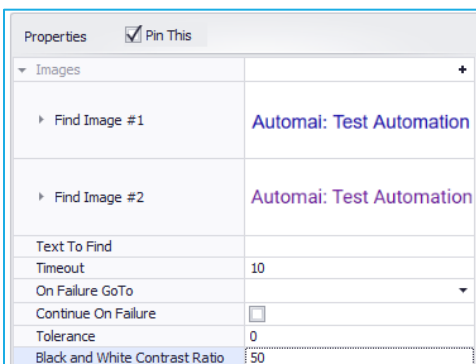 Properties Pin This
Images +
Find Image #1 Automai: Test Automation
Find Image #2 Automai: Test Automation
Text To Find
Timeout 10
On Failure GoTo
Continue On Failure
Tolerance 0
Black and White Contrast Ratio 50